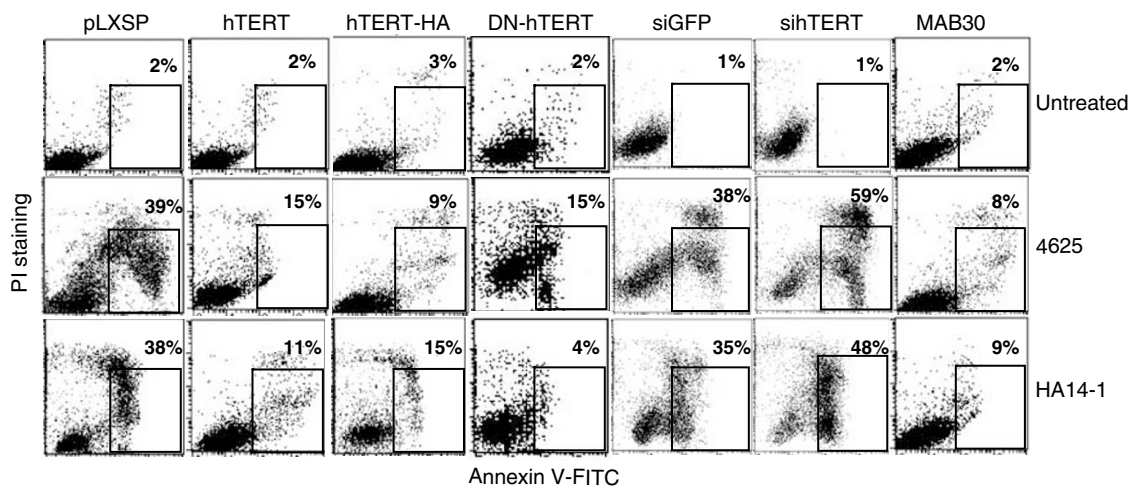 pLXSP hTERT hTERT-HA DN-hTERT siGFP sihTERT MAB30
2% 2% 3% 2% 1% 1% 2%
Untreated
39% 15% 9% 15% 38% 59% 8%
4625
38% 11% 15% 4% 35% 48% 9%
HA14-1
PI staining
Annexin V-FITC